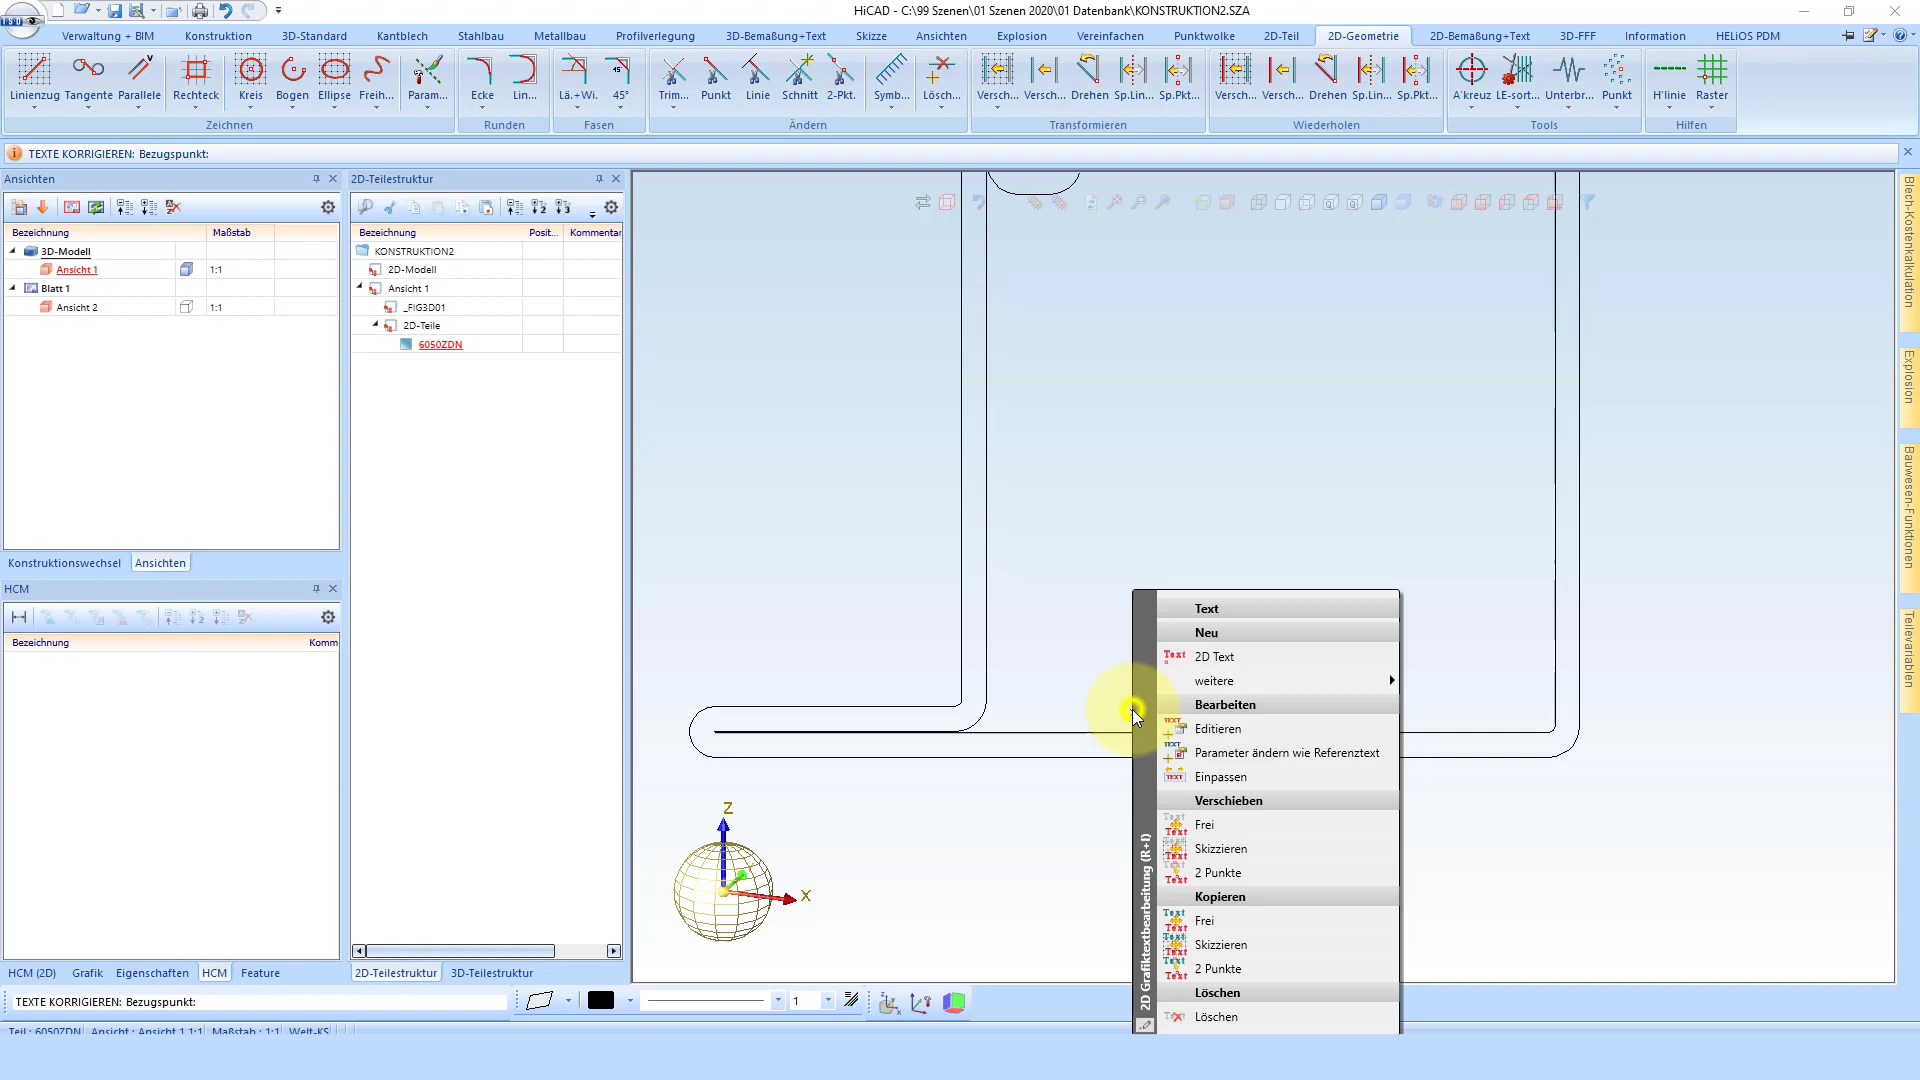 HiCAD - C:\99 Szenen\01 Szenen 2020\01 Datenbank\KONSTRUKTION2.SZA
ISD
Verwaltung + BIM Konstruktion 3D-Standard Kantblech Stahlbau Metallbau Profilverlegung 3D-Bemaßung+Text Skizze Ansichten Explosion Vereinfachen Punktwolke 2D-Teil 2D-Geometrie 2D-Bemaßung+Text 3D-FFF Information HELiOS PDM
Linienzug Tangente Parallele Rechteck Kreis Bogen Ellipse Freih... Param... Ecke Lin... Lä.+Wi. 45° Trim... Punkt Linie Schnitt 2-Pkt. Symb... Lösch... Versch... Versch... Drehen Sp.Lin... Sp.Pkt... Versch... Versch... Drehen Sp.Lin... Sp.Pkt... A'kreuz LE-sort... Unterbr... Punkt H'linie Raster
Zeichnen Runden Fasen Ändern Transformieren Wiederholen Tools Hilfen
TEXTE KORRIGIEREN: Bezugspunkt:
Ansichten
Bezeichnung Maßstab
3D-Modell
Ansicht 1 1:1
Blatt 1
Ansicht 2 1:1
Konstruktionswechsel Ansichten
HCM
Bezeichnung Komm
HCM (2D) Grafik Eigenschaften HCM Feature
2D-Teilestruktur
Bezeichnung Posit... Kommentar
KONSTRUKTION2
2D-Modell
Ansicht 1
_FIG3D01
2D-Teile
6050ZDN
2D-Teilestruktur 3D-Teilestruktur
Z
X
Text
Neu
2D Text
weitere
Bearbeiten
Editieren
Parameter ändern wie Referenztext
Einpassen
Verschieben
Frei
Skizzieren
2 Punkte
Kopieren
Frei
Skizzieren
2 Punkte
Löschen
Löschen
2D Grafiktextbearbeitung (R+I)
Blech-Kostenkalkulation
Explosion
Bauwesen-Funktionen
Teilevariablen
TEXTE KORRIGIEREN: Bezugspunkt:
1
Teil : 6050ZDN Ansicht : Ansicht 1 1:1 Maßstab : 1:1 Welt-KS